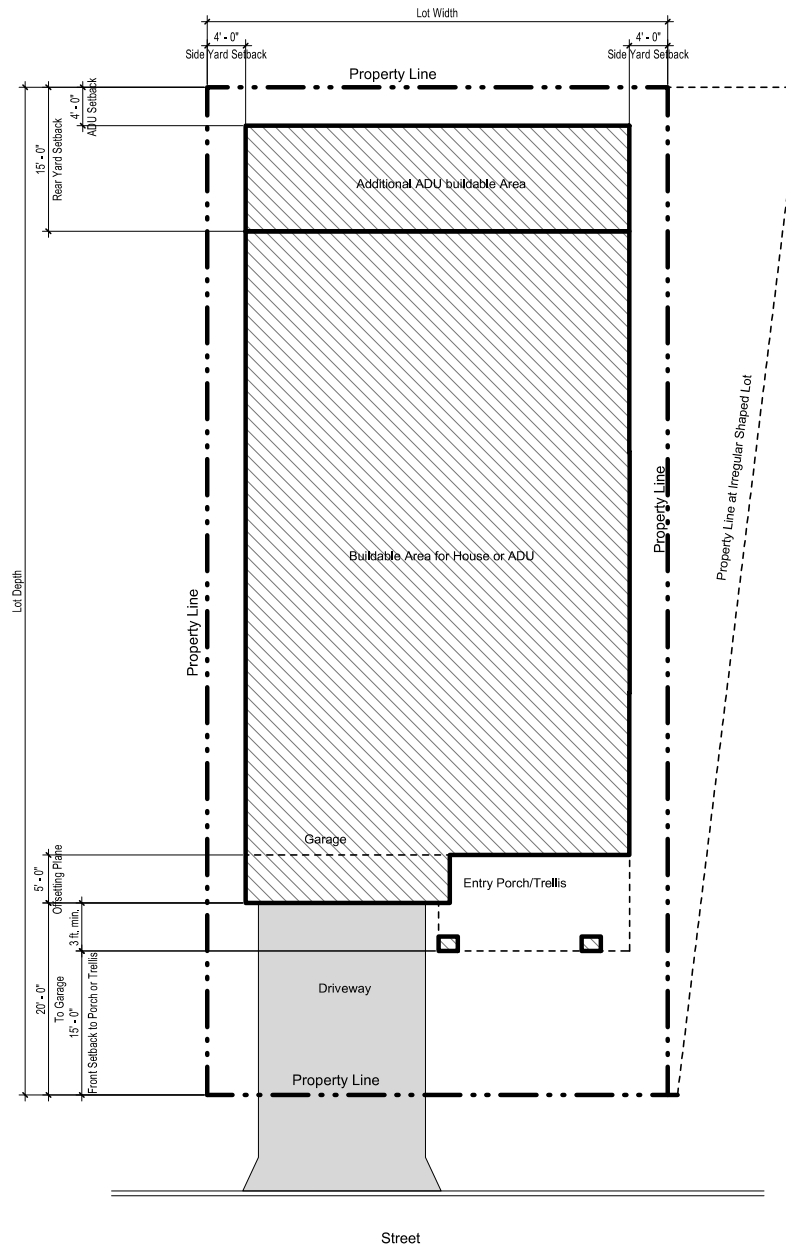 Lot Width
4' - 0"
Side Yard Setback
4' - 0"
Side Yard Setback
Property Line
4' - 0"
ADU Setback
15' - 0"
Rear Yard Setback
Additional ADU buildable Area
Property Line at Irregular Shaped Lot
Property Line
Buildable Area for House or ADU
Lot Depth
Property Line
Garage
5' - 0"
Offsetting Plane
Entry Porch/Trellis
3 ft. min.
Driveway
20' - 0"
To Garage
15' - 0"
Front Setback to Porch or Trellis
Property Line
Street